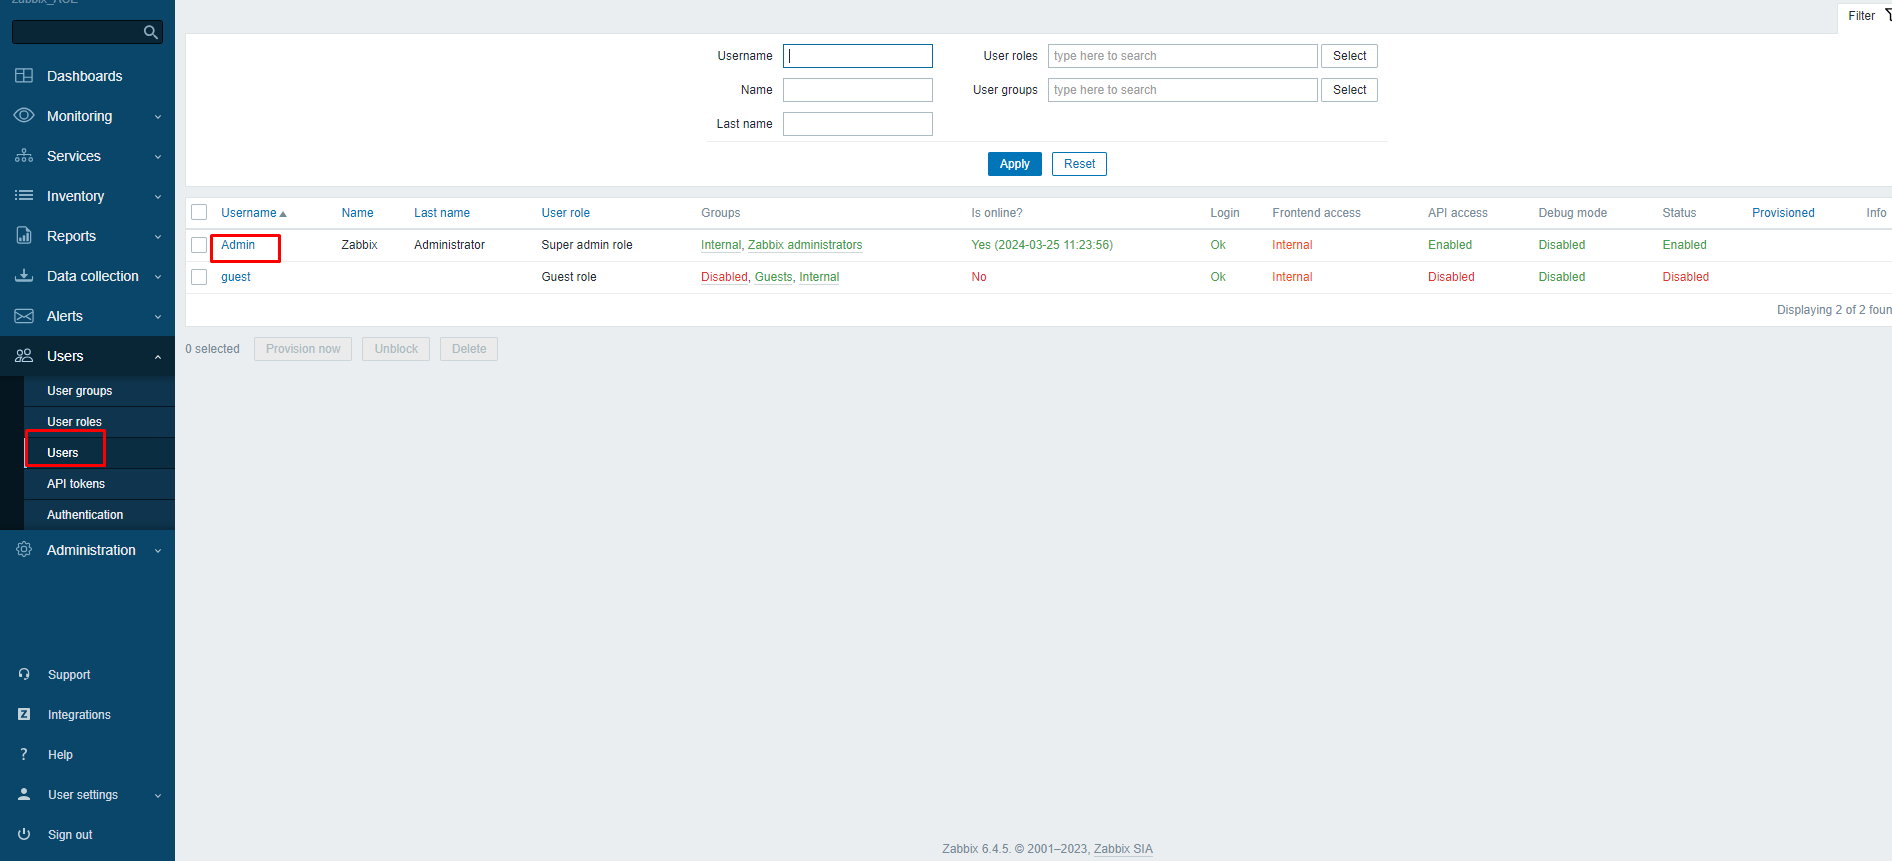 Filter
Username
User roles type here to search Select
Name
User groups type here to search Select
Last name
Apply Reset
Dashboards
Monitoring
Services
Inventory
Reports
Data collection
Alerts
Users
User groups
User roles
Users
API tokens
Authentication
Administration
Support
Integrations
Help
User settings
Sign out
Username Name Last name User role Groups Is online? Login Frontend access API access Debug mode Status Provisioned Info
Admin Zabbix Administrator Super admin role Internal, Zabbix administrators Yes (2024-03-25 11:23:56) Ok Internal Enabled Disabled Enabled
guest Guest role Disabled, Guests, Internal No Ok Internal Disabled Disabled Disabled
Displaying 2 of 2 foun
0 selected Provision now Unblock Delete
Zabbix 6.4.5. © 2001–2023, Zabbix SIA